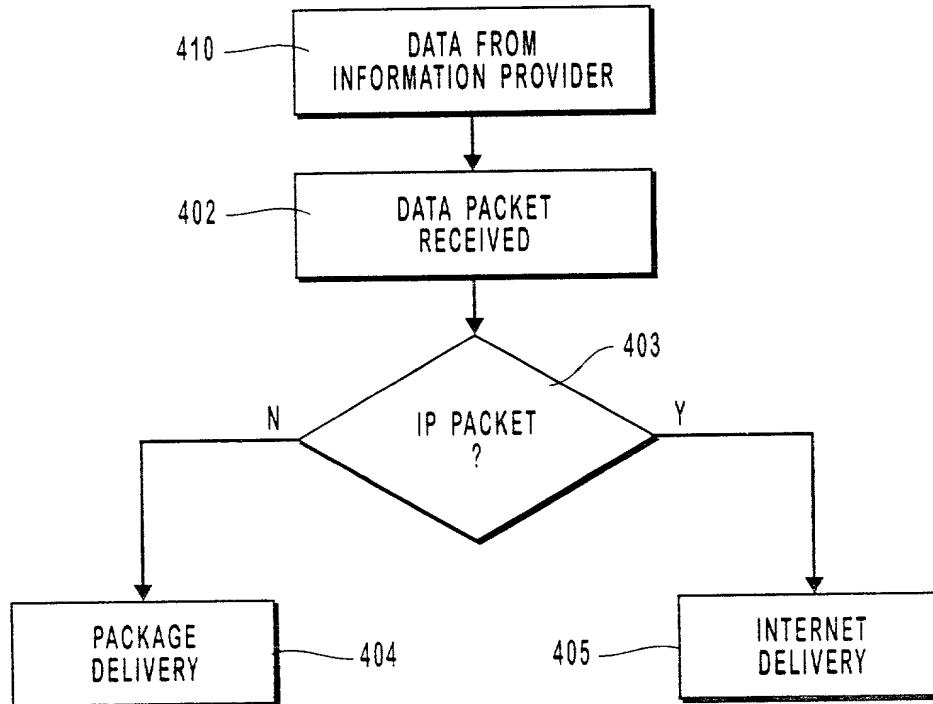 410
DATA FROM
INFORMATION PROVIDER
402
DATA PACKET
RECEIVED
403
N
IP PACKET
?
Y
PACKAGE
DELIVERY
404
405
INTERNET
DELIVERY